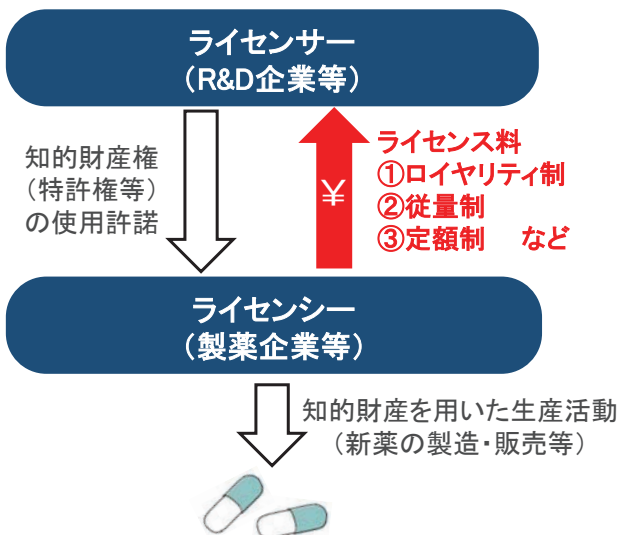 ライセンサー
（R&D企業等）
知的財産権
（特許権等）
の使用許諾
¥
ライセンス料
①ロイヤリティ制
②従量制
③定額制　など
ライセンシー
（製薬企業等）
知的財産を用いた生産活動
（新薬の製造・販売等）